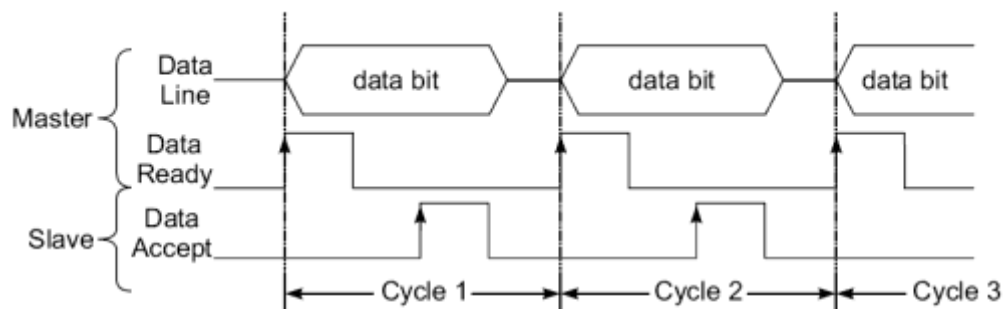 Master
Data
Line
data bit
data bit
data bit
Data
Ready
Slave
Data
Accept
Cycle 1
Cycle 2
Cycle 3